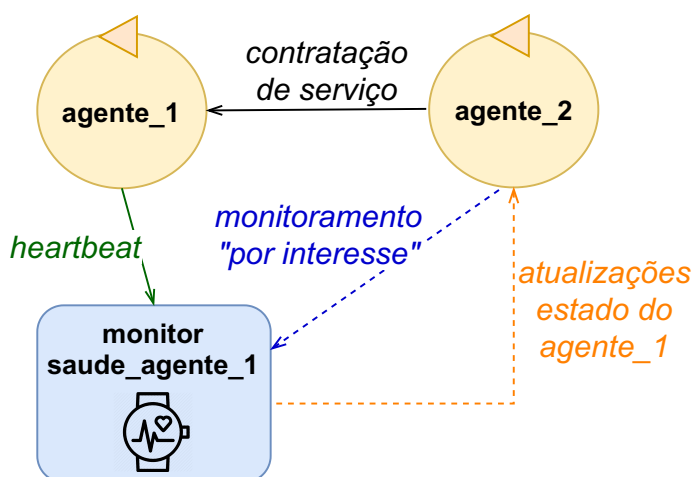 contratação
de serviço
agente_1
agente_2
heartbeat
monitoramento
"por interesse"
atualizações
estado do
agente_1
monitor
saude_agente_1